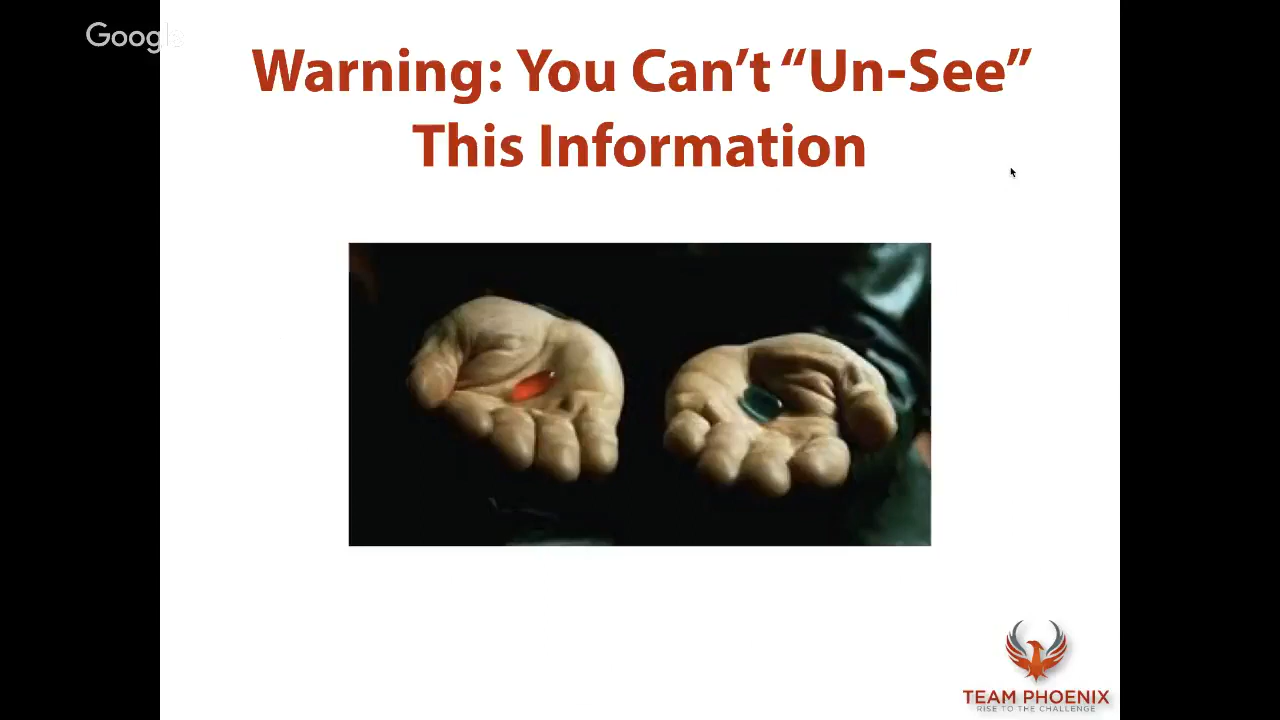 Google
Warning: You Can’t “Un-See”
This Information
TEAM PHOENIX
RISE TO THE CHALLENGE